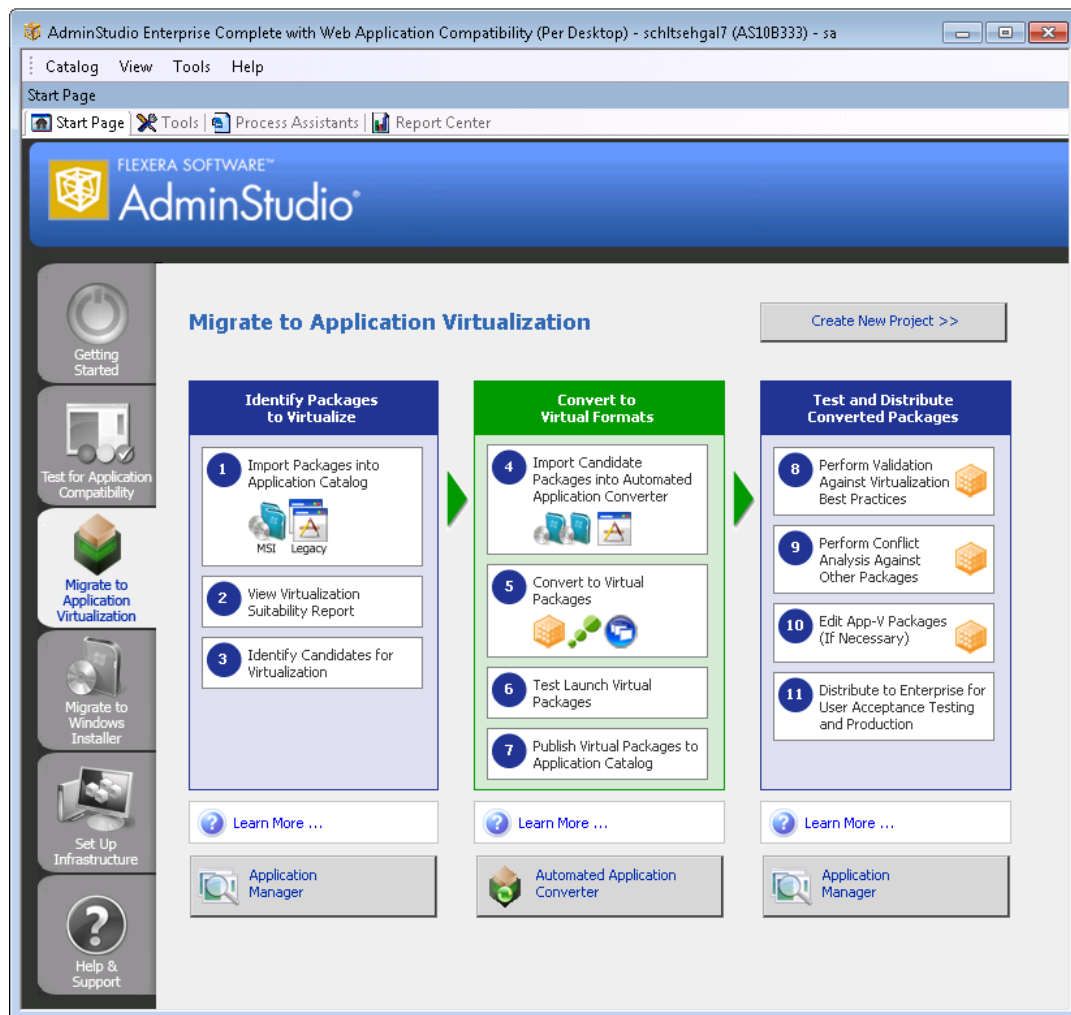 AdminStudio Enterprise Complete with Web Application Compatibility (Per Desktop) - schltsehgal7 (AS10B333) - sa
Catalog View Tools Help
Start Page
Start Page Tools Process Assistants Report Center
FLEXERA SOFTWARE™
AdminStudio®
Getting
Started
Test for Application
Compatibility
Migrate to
Application
Virtualization
Migrate to
Windows
Installer
Set Up
Infrastructure
Help &
Support
Migrate to Application Virtualization
Create New Project >>
Identify Packages
to Virtualize
1 Import Packages into
Application Catalog
MSI Legacy
2 View Virtualization
Suitability Report
3 Identify Candidates for
Virtualization
Learn More ...
Application
Manager
Convert to
Virtual Formats
4 Import Candidate
Packages into Automated
Application Converter
5 Convert to Virtual
Packages
6 Test Launch Virtual
Packages
7 Publish Virtual Packages to
Application Catalog
Learn More ...
Automated Application
Converter
Test and Distribute
Converted Packages
8 Perform Validation
Against Virtualization
Best Practices
9 Perform Conflict
Analysis Against
Other Packages
10 Edit App-V Packages
(If Necessary)
11 Distribute to Enterprise for
User Acceptance Testing
and Production
Learn More ...
Application
Manager